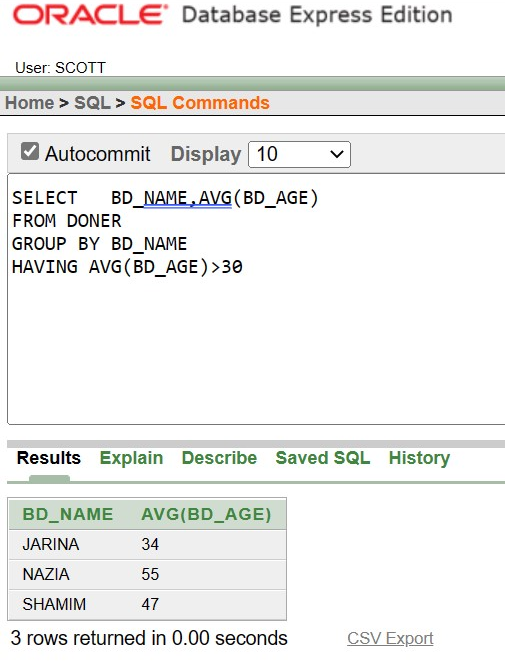 ORACLE® Database Express Edition
User: SCOTT
Home > SQL > SQL Commands
Autocommit Display 10
SELECT BD_NAME,AVG(BD_AGE)
FROM DONER
GROUP BY BD_NAME
HAVING AVG(BD_AGE)>30
Results Explain Describe Saved SQL History
BD_NAME AVG(BD_AGE)
JARINA 34
NAZIA 55
SHAMIM 47
3 rows returned in 0.00 seconds CSV Export